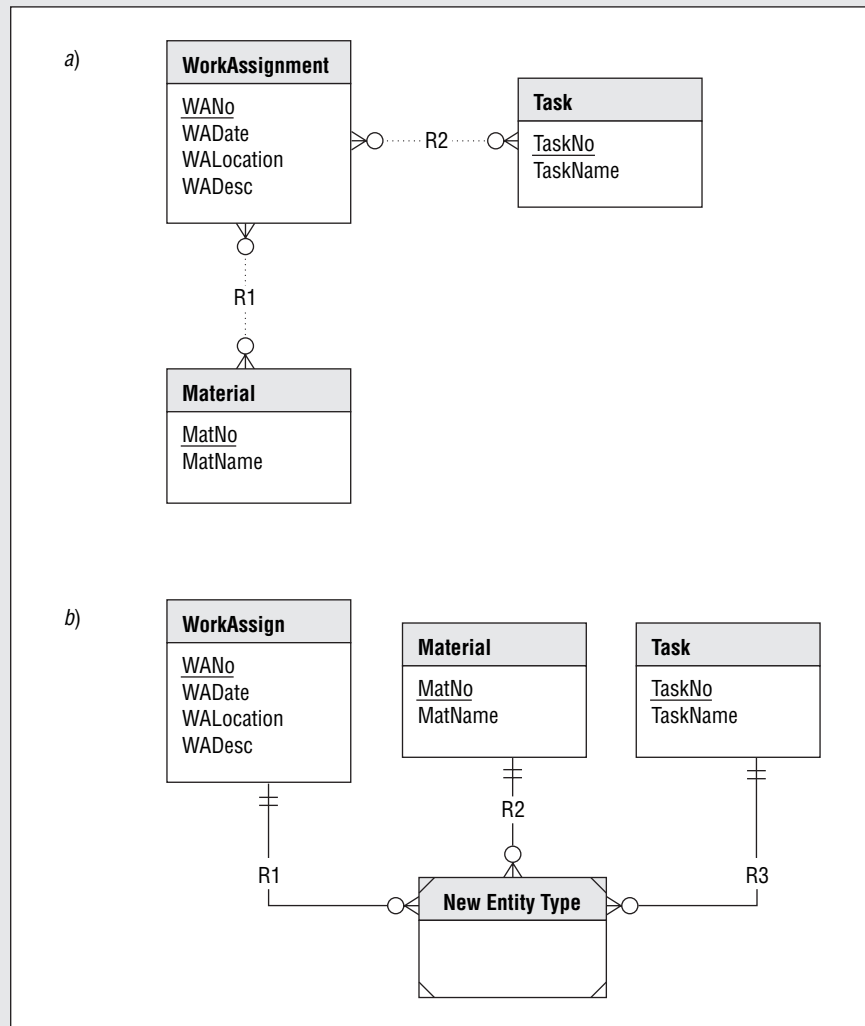 a)
WorkAssignment
WANo
WADate
WALocation
WADesc
R2
Task
TaskNo
TaskName
R1
Material
MatNo
MatName
b)
WorkAssign
WANo
WADate
WALocation
WADesc
Material
MatNo
MatName
Task
TaskNo
TaskName
R2
R1
R3
New Entity Type